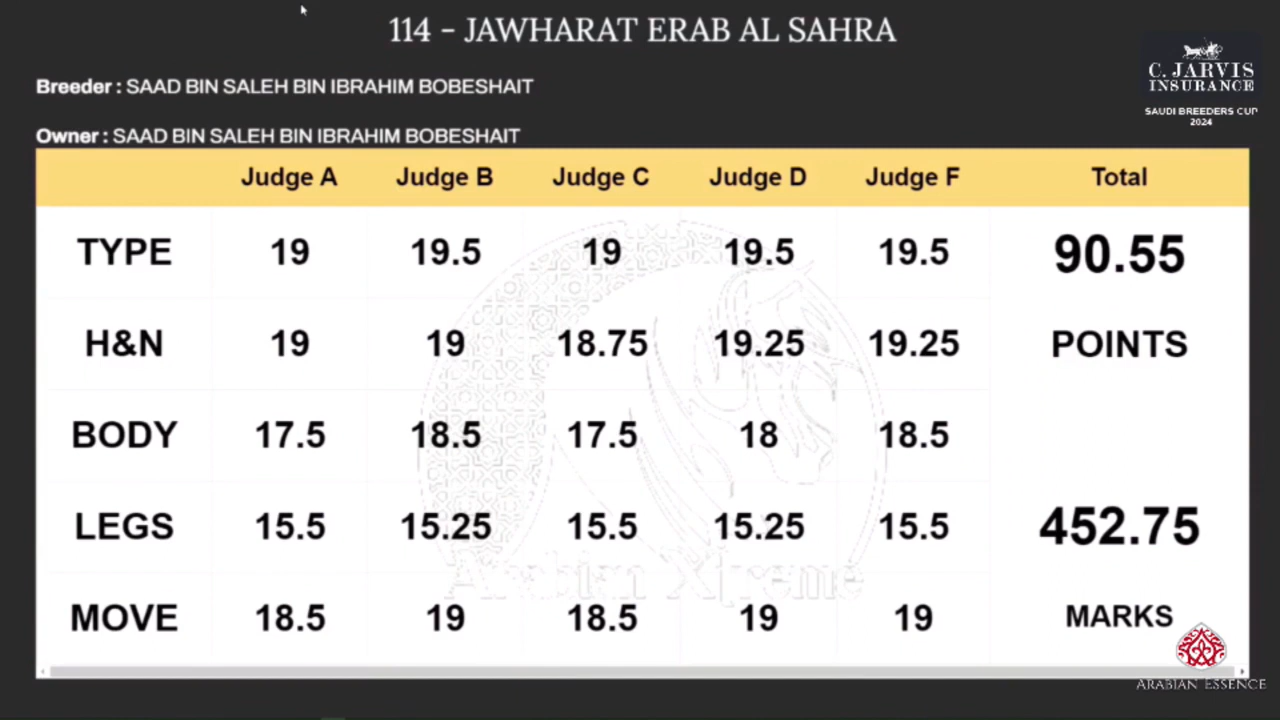 114 - JAWHARAT ERAB AL SAHRA
C. JARVIS
INSURANCE
SAUDI BREEDERS CUP
2024
Breeder : SAAD BIN SALEH BIN IBRAHIM BOBESHAIT
Owner : SAAD BIN SALEH BIN IBRAHIM BOBESHAIT
Judge A Judge B Judge C Judge D Judge F Total
TYPE 19 19.5 19 19.5 19.5 90.55
H&N 19 19 18.75 19.25 19.25 POINTS
BODY 17.5 18.5 17.5 18 18.5
LEGS 15.5 15.25 15.5 15.25 15.5 452.75
Arabian Xtreme
MOVE 18.5 19 18.5 19 19 MARKS
ARABIAN ESSENCE